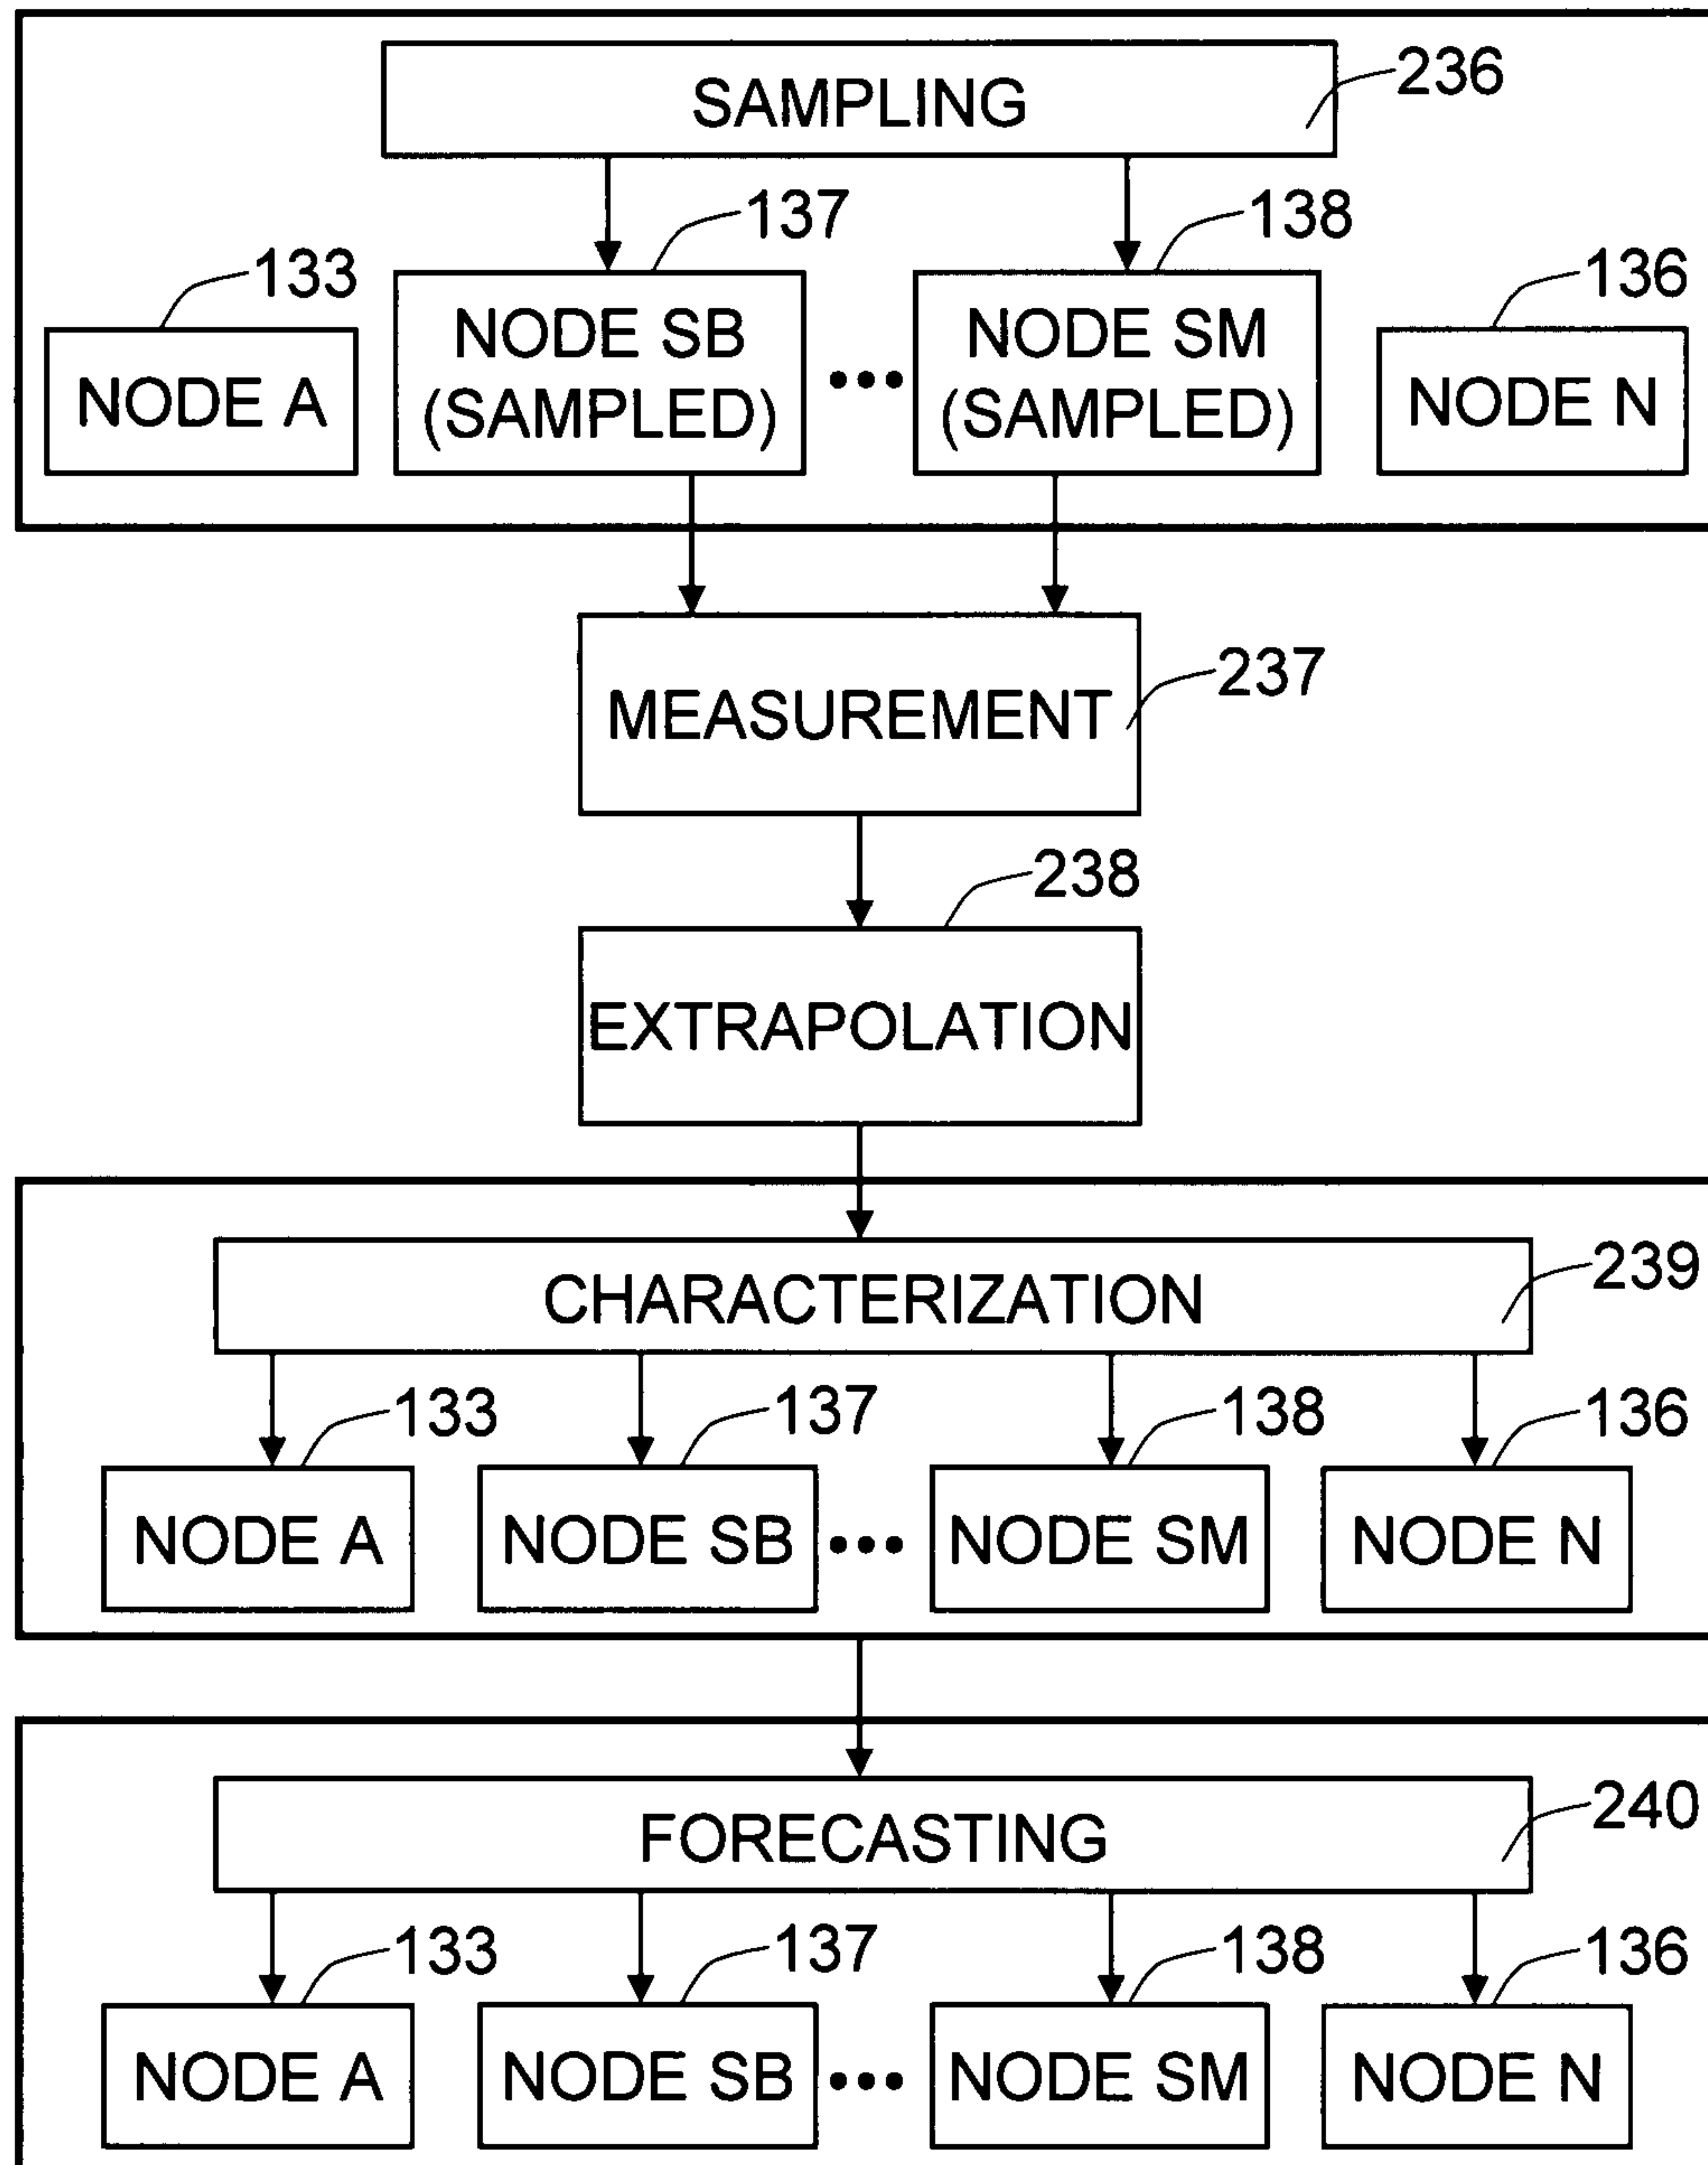 SAMPLING
236
137
138
133
136
NODE A
NODE SB
(SAMPLED)
•••
NODE SM
(SAMPLED)
NODE N
MEASUREMENT
237
238
EXTRAPOLATION
CHARACTERIZATION
239
133
137
138
136
NODE A
NODE SB
•••
NODE SM
NODE N
FORECASTING
240
133
137
138
136
NODE A
NODE SB
•••
NODE SM
NODE N